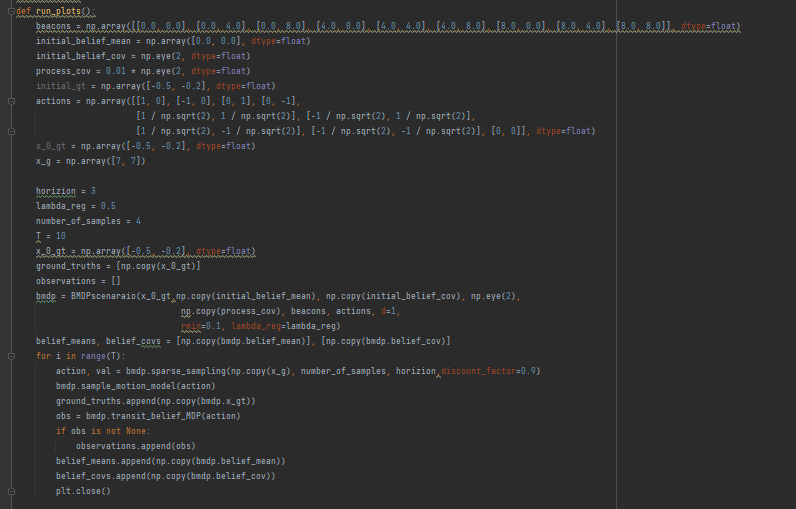 def run_plots():
    beacons = np.array([[0.0, 0.0], [0.0, 4.0], [0.0, 8.0], [4.0, 0.0], [4.0, 4.0], [4.0, 8.0], [8.0, 0.0], [8.0, 4.0], [8.0, 8.0]], dtype=float)
    initial_belief_mean = np.array([0.0, 0.0], dtype=float)
    initial_belief_cov = np.eye(2, dtype=float)
    process_cov = 0.01 * np.eye(2, dtype=float)
    initial_gt = np.array([-0.5, -0.2], dtype=float)
    actions = np.array([[1, 0], [-1, 0], [0, 1], [0, -1],
                        [1 / np.sqrt(2), 1 / np.sqrt(2)], [-1 / np.sqrt(2), 1 / np.sqrt(2)],
                        [1 / np.sqrt(2), -1 / np.sqrt(2)], [-1 / np.sqrt(2), -1 / np.sqrt(2)], [0, 0]], dtype=float)
    x_0_gt = np.array([-0.5, -0.2], dtype=float)
    x_g = np.array([7, 7])
    horizion = 3
    lambda_reg = 0.5
    number_of_samples = 4
    T = 10
    x_0_gt = np.array([-0.5, -0.2], dtype=float)
    ground_truths = [np.copy(x_0_gt)]
    observations = []
    bmdp = BMDPscenaraio(x_0_gt,np.copy(initial_belief_mean), np.copy(initial_belief_cov), np.eye(2),
                                 np.copy(process_cov), beacons, actions, d=1,
                                 rmin=0.1, lambda_reg=lambda_reg)
    belief_means, belief_covs = [np.copy(bmdp.belief_mean)], [np.copy(bmdp.belief_cov)]
    for i in range(T):
        action, val = bmdp.sparse_sampling(np.copy(x_g), number_of_samples, horizion,discount_factor=0.9)
        bmdp.sample_motion_model(action)
        ground_truths.append(np.copy(bmdp.x_gt))
        obs = bmdp.transit_belief_MDP(action)
        if obs is not None:
            observations.append(obs)
        belief_means.append(np.copy(bmdp.belief_mean))
        belief_covs.append(np.copy(bmdp.belief_cov))
        plt.close()